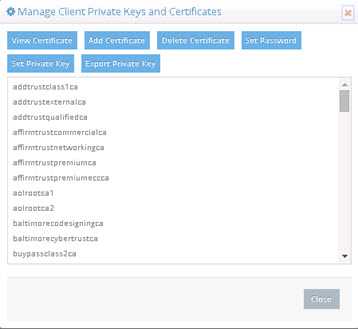 Manage Client Private Keys and Certificates
View Certificate Add Certificate Delete Certificate Set Password
Set Private Key Export Private Key
addtrustclass1ca
addtrustexternalca
addtrustqualifiedca
affirmtrustcommercialca
affirmtrustnetworkingca
affirmtrustpremiumca
affirmtrustpremiumeccca
aolrootca1
aolrootca2
baltimorecodesigningca
baltimorecybertrustca
buypassclass2ca
Close